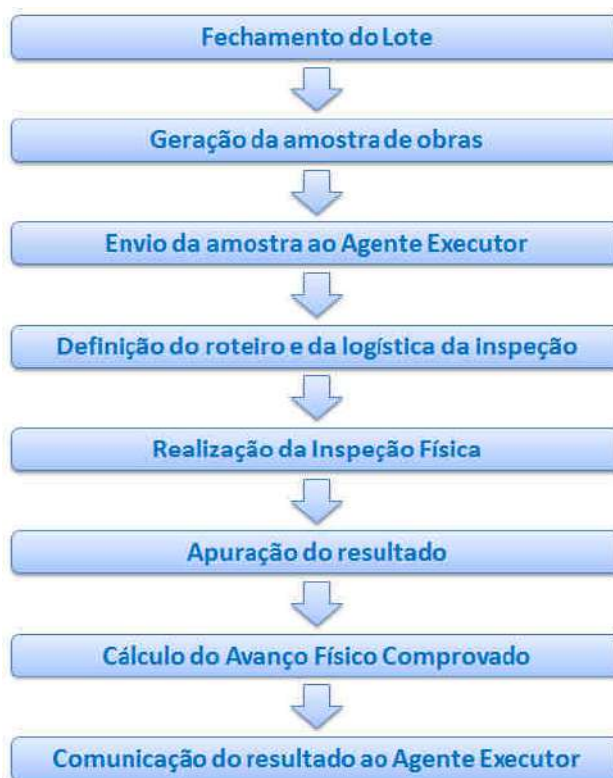 Fechamento do Lote
Geração da amostra de obras
Envio da amostra ao Agente Executor
Definição do roteiro e da logística da inspeção
Realização da Inspeção Física
Apuração do resultado
Cálculo do Avanço Físico Comprovado
Comunicação do resultado ao Agente Executor